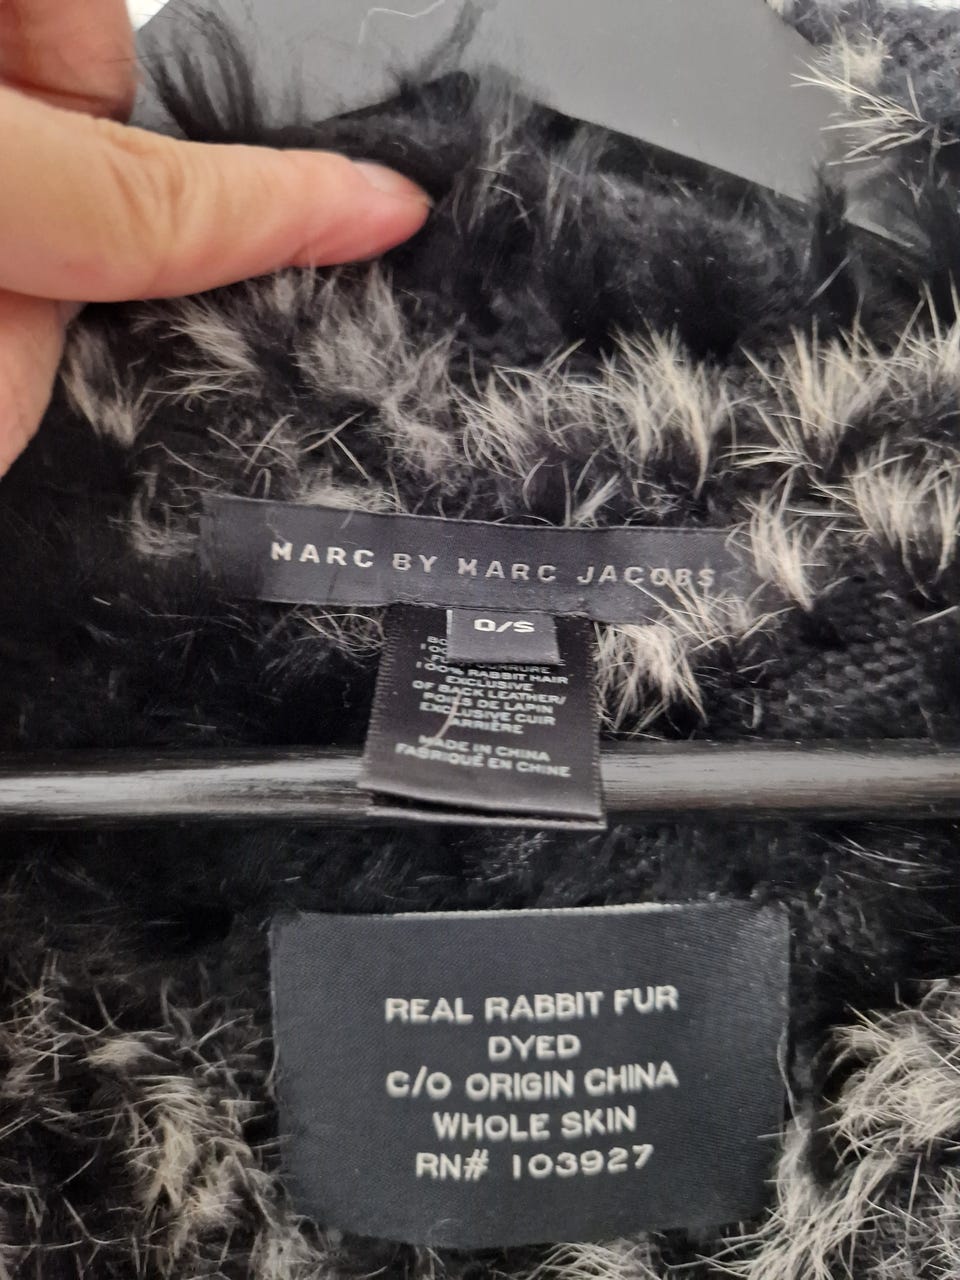 MARC BY MARC JACOBS
O/S
100% RABBIT HAIR
EXCLUSIVE
OF BACK LEATHER/
POILS DE LAPIN
EXCLUSIVE CUIR
ARRIÈRE
MADE IN CHINA
FABRIQUÉ EN CHINE
REAL RABBIT FUR
DYED
C/O ORIGIN CHINA
WHOLE SKIN
RN# 103927